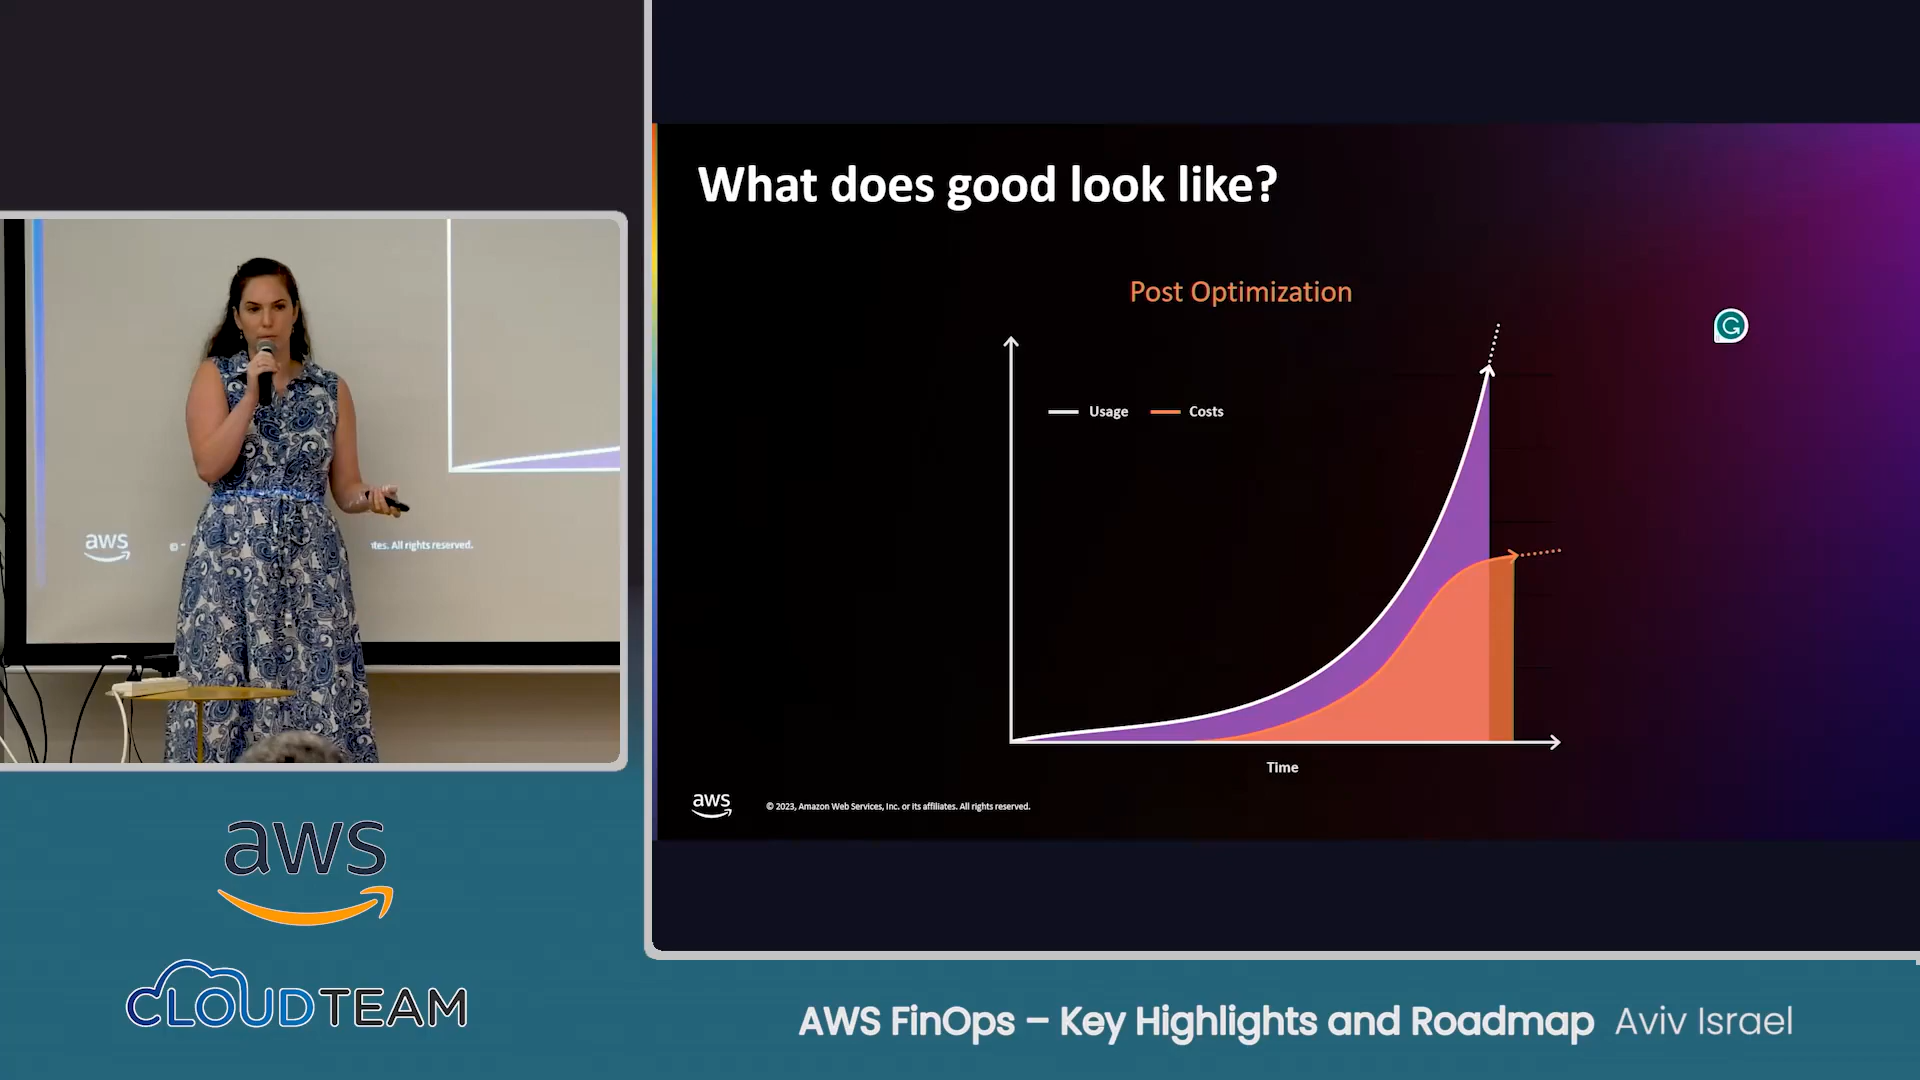 aws
tes. All rights reserved.
aws
CLOUDTEAM
What does good look like?
Post Optimization
Usage
Costs
Time
aws
© 2023, Amazon Web Services, Inc. or its affiliates. All rights reserved.
AWS FinOps – Key Highlights and Roadmap Aviv Israel